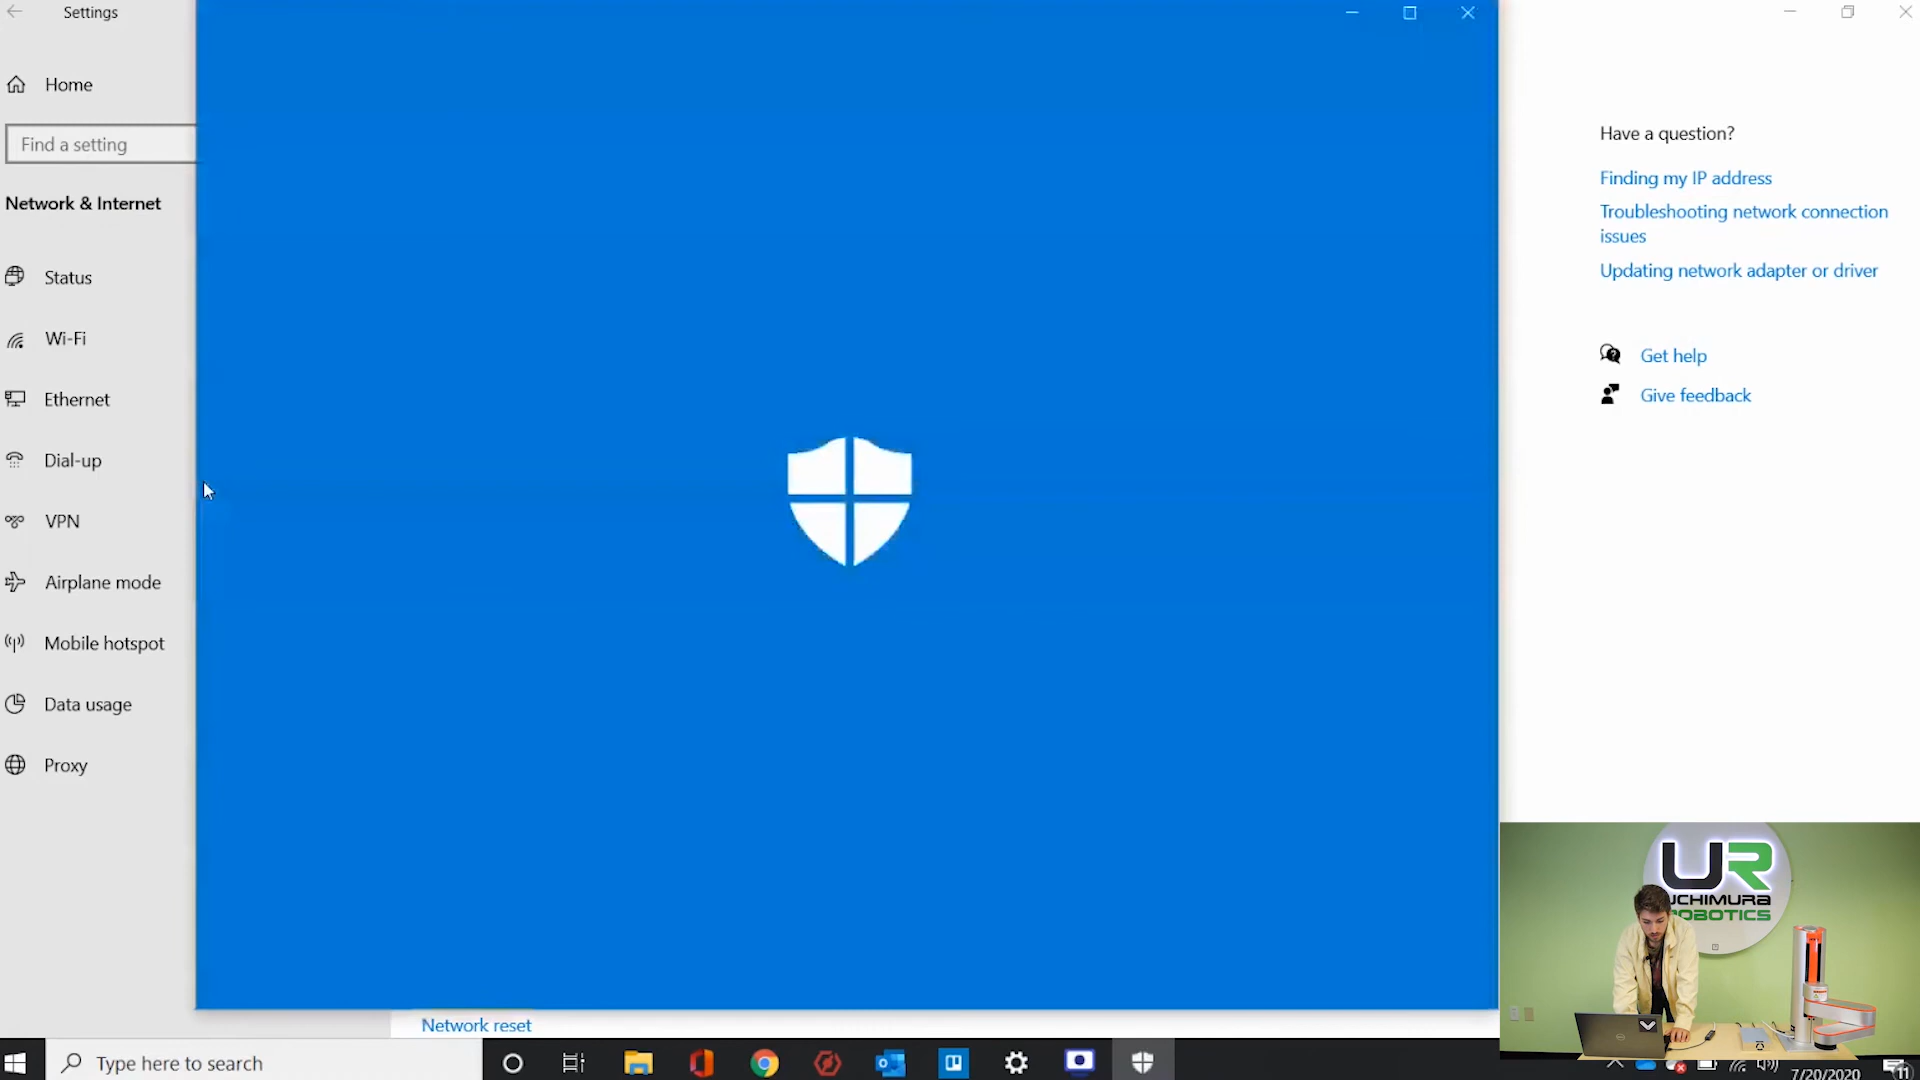 Settings
Home
Find a setting
Network & Internet
Status
Wi-Fi
Ethernet
Dial-up
VPN
Airplane mode
Mobile hotspot
Data usage
Proxy
Have a question?
Finding my IP address
Troubleshooting network connection
issues
Updating network adapter or driver
Get help
Give feedback
Network reset
UR
UCHIMURA
ROBOTICS
Type here to search
7/20/2020
11